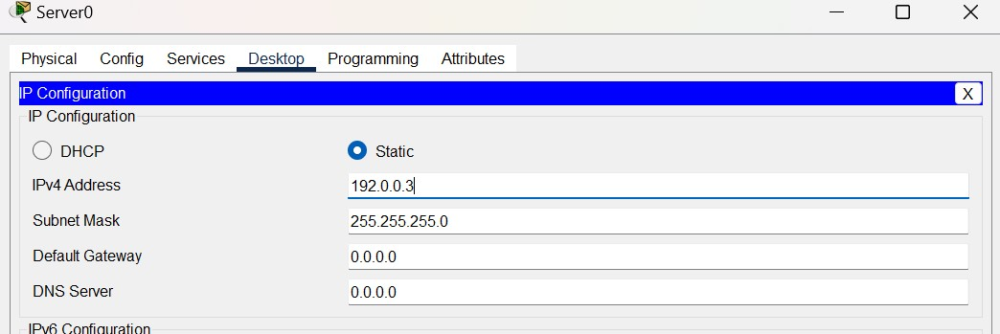 Server0
Physical Config Services Desktop Programming Attributes
IP Configuration X
IP Configuration
DHCP Static
IPv4 Address 192.0.0.3
Subnet Mask 255.255.255.0
Default Gateway 0.0.0.0
DNS Server 0.0.0.0
IPv6 Configuration